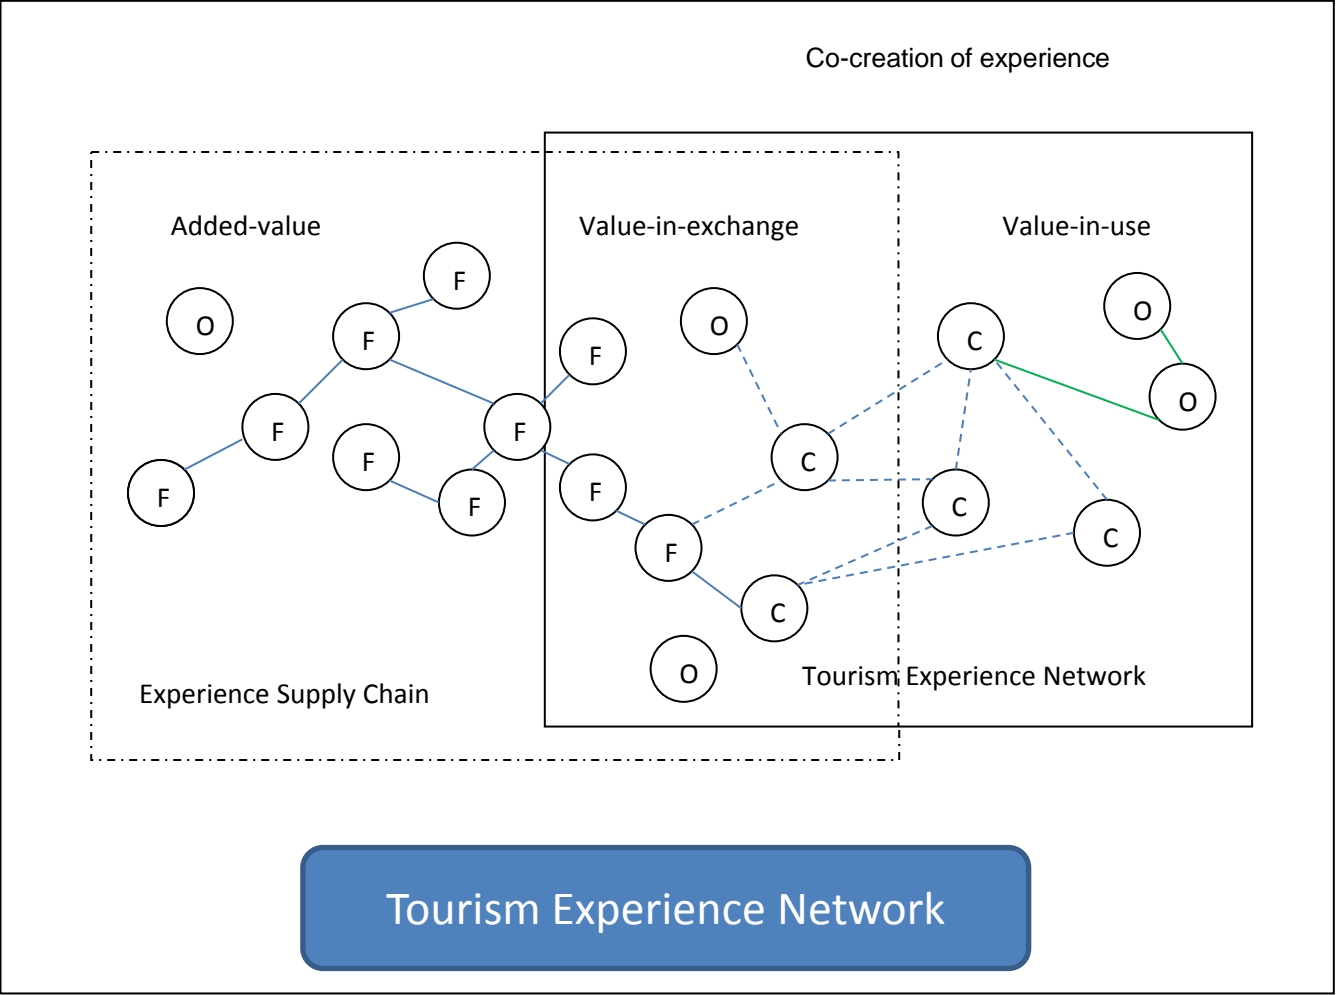 Co-creation of experience
Added-value
Value-in-exchange
Value-in-use
F
O
O
O
F
C
F
O
F
F
F
C
F
F
F
F
C
C
F
C
O
Tourism Experience Network
Experience Supply Chain
Tourism Experience Network